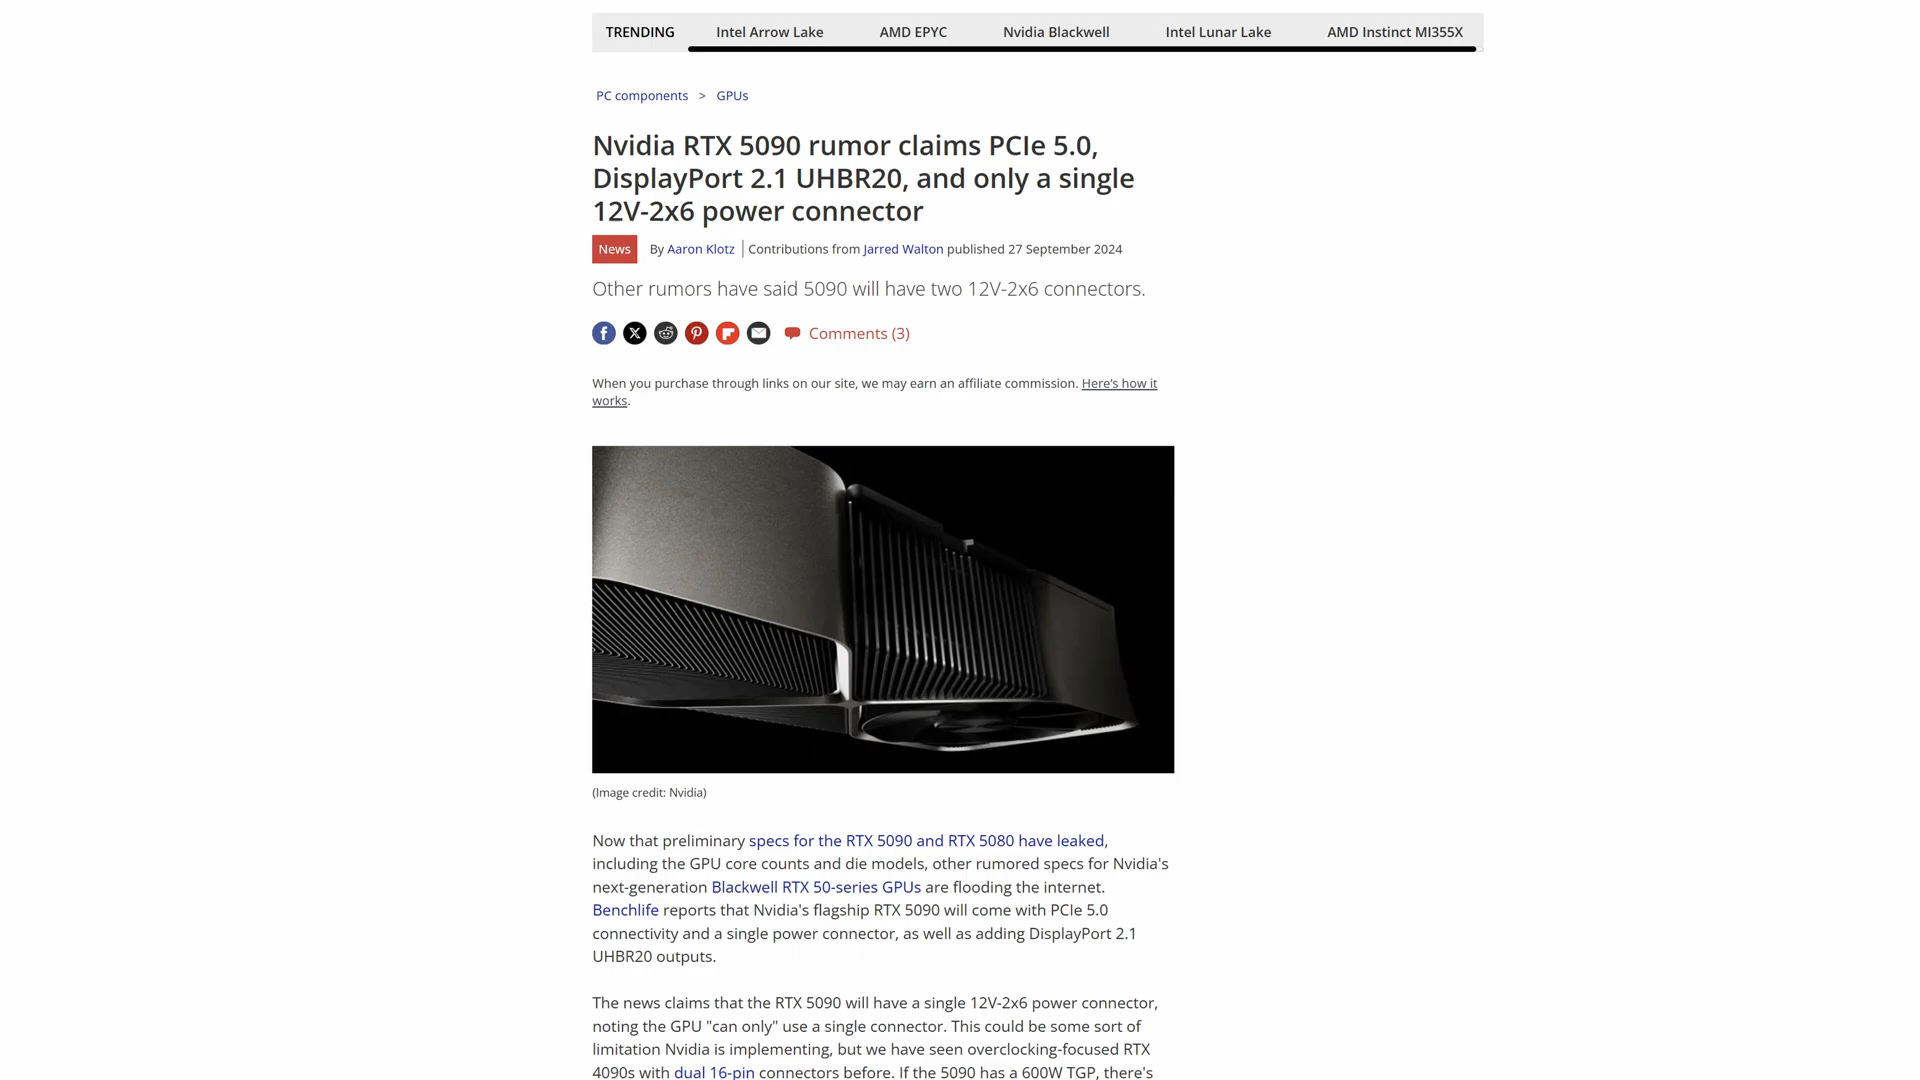 TRENDING Intel Arrow Lake AMD EPYC Nvidia Blackwell Intel Lunar Lake AMD Instinct MI355X
PC components > GPUs
Nvidia RTX 5090 rumor claims PCIe 5.0,
DisplayPort 2.1 UHBR20, and only a single
12V-2x6 power connector
News By Aaron Klotz Contributions from Jarred Walton published 27 September 2024
Other rumors have said 5090 will have two 12V-2x6 connectors.
Comments (3)
When you purchase through links on our site, we may earn an affiliate commission. Here's how it
works.
(Image credit: Nvidia)
Now that preliminary specs for the RTX 5090 and RTX 5080 have leaked,
including the GPU core counts and die models, other rumored specs for Nvidia's
next-generation Blackwell RTX 50-series GPUs are flooding the internet.
Benchlife reports that Nvidia's flagship RTX 5090 will come with PCIe 5.0
connectivity and a single power connector, as well as adding DisplayPort 2.1
UHBR20 outputs.
The news claims that the RTX 5090 will have a single 12V-2x6 power connector,
noting the GPU "can only" use a single connector. This could be some sort of
limitation Nvidia is implementing, but we have seen overclocking-focused RTX
4090s with dual 16-pin connectors before. If the 5090 has a 600W TGP, there's